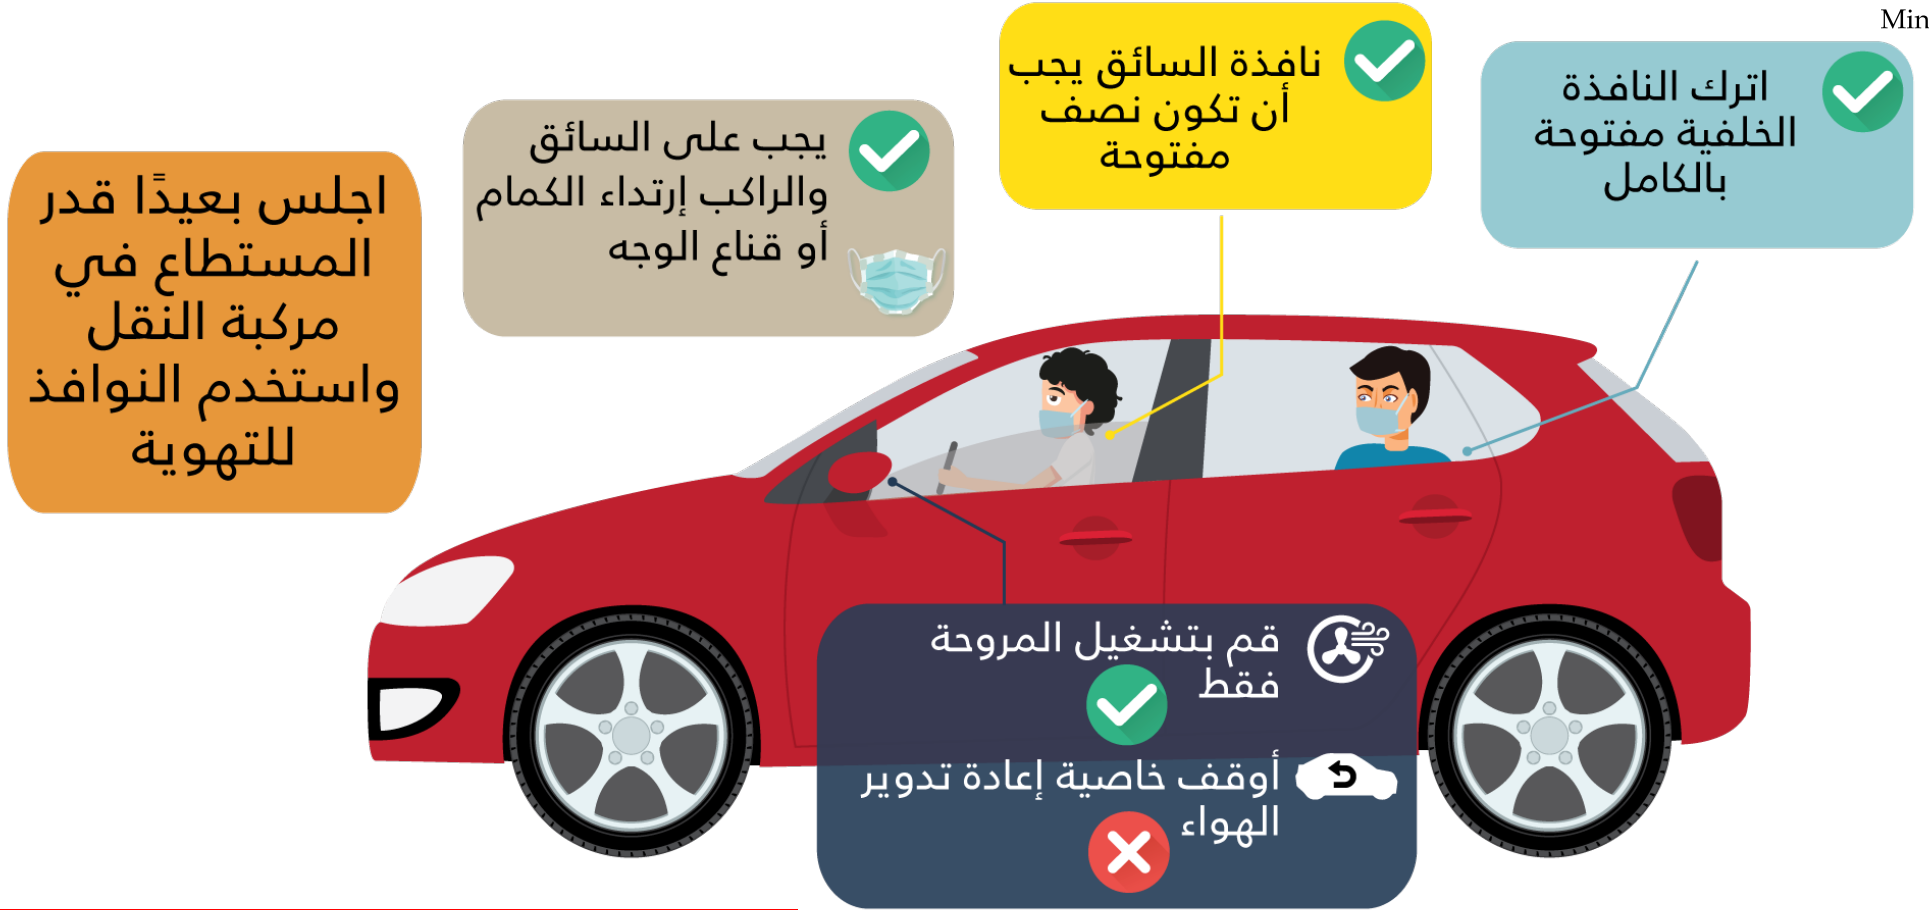 Min
اترك النافذة
الخلفية مفتوحة
بالكامل
نافذة السائق يجب
أن تكون نصف
مفتوحة
يجب على السائق
والراكب إرتداء الكمام
أو قناع الوجه
اجلس بعيدًا قدر
المستطاع في
مركبة النقل
واستخدم النوافذ
للتهوية
قم بتشغيل المروحة
فقط
أوقف خاصية إعادة تدوير
الهواء